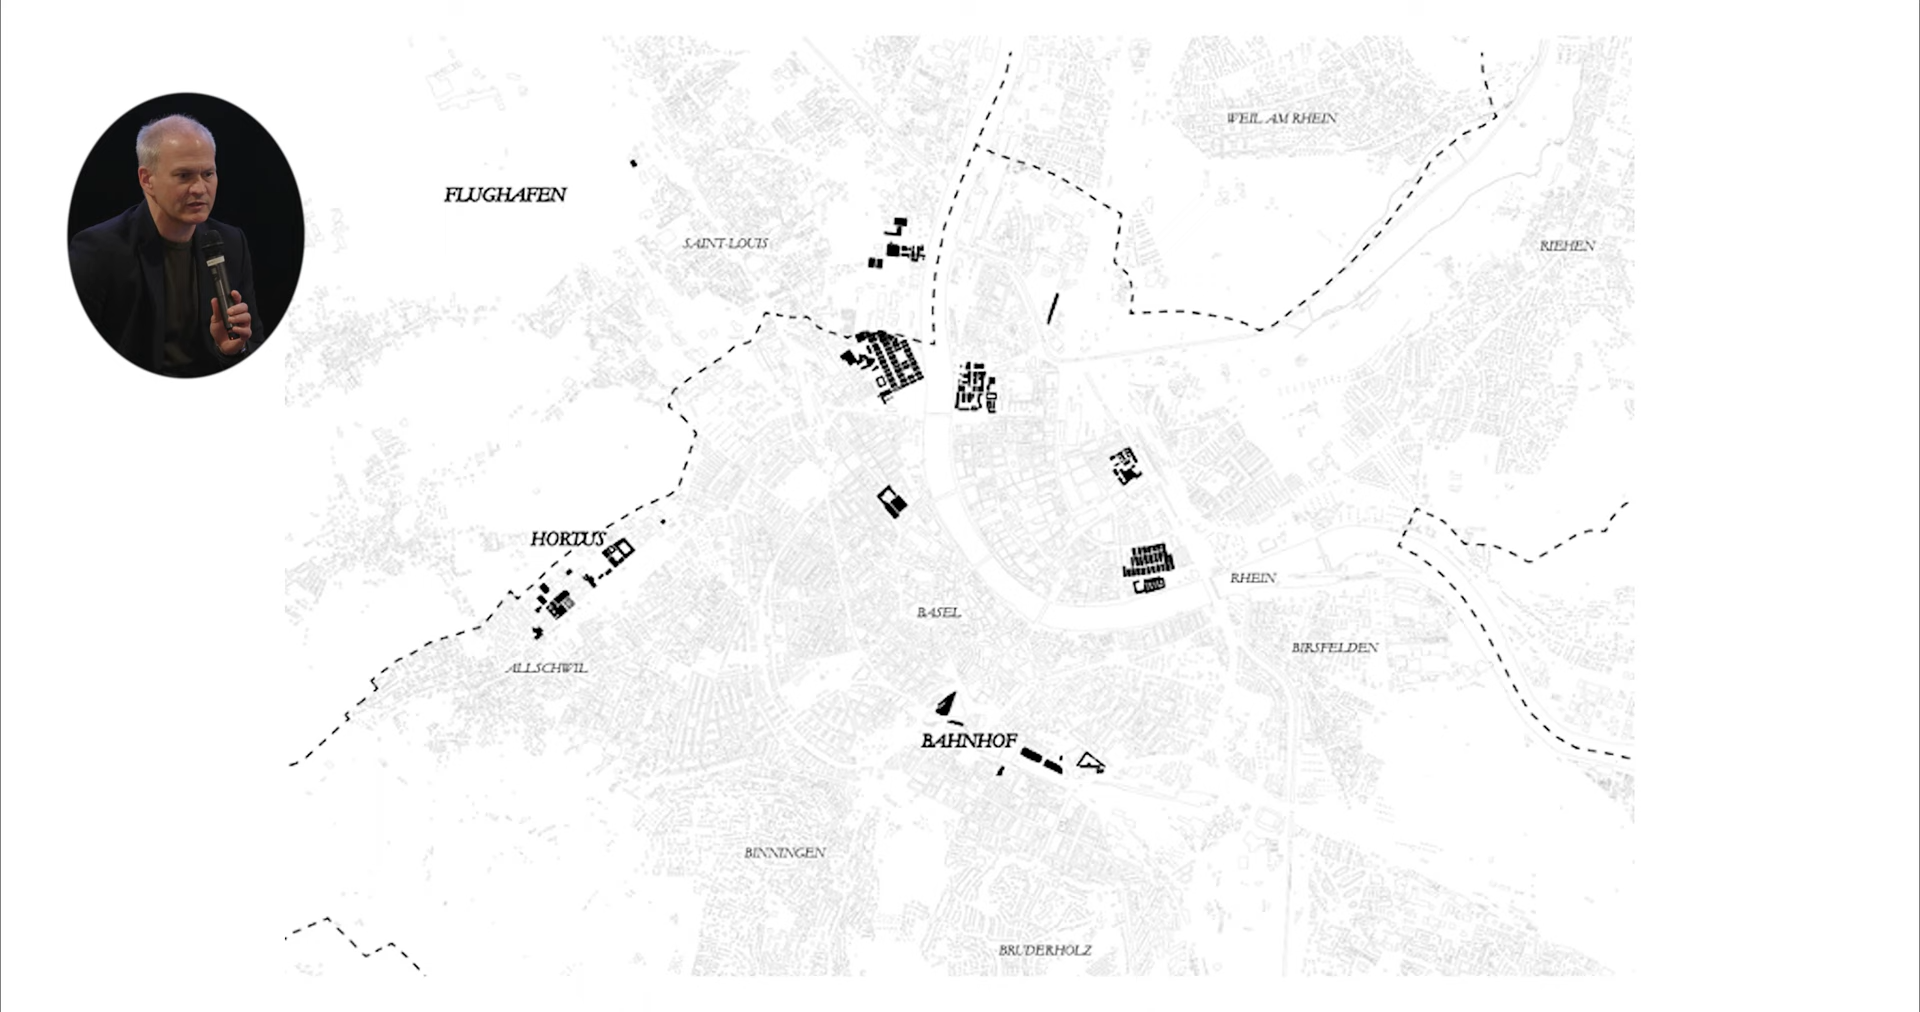 WEIL AM RHEIN
FLUGHAFEN
SAINT-LOUIS
RIEHEN
HORTUS
RHEIN
BASEL
BIRSFELDEN
ALLSCHWIL
BAHNHOF
BINNINGEN
BRUDERHOLZ